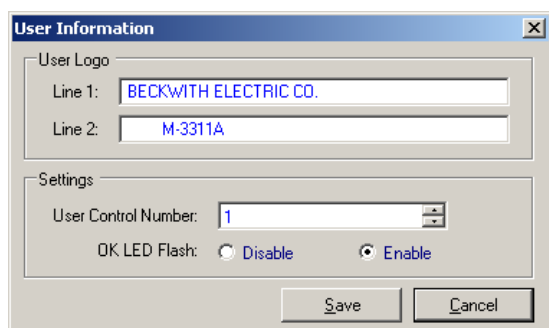 User Information
User Logo
Line 1: BECKWITH ELECTRIC CO.
Line 2: M-3311A
Settings
User Control Number: 1
OK LED Flash: Disable Enable
Save Cancel